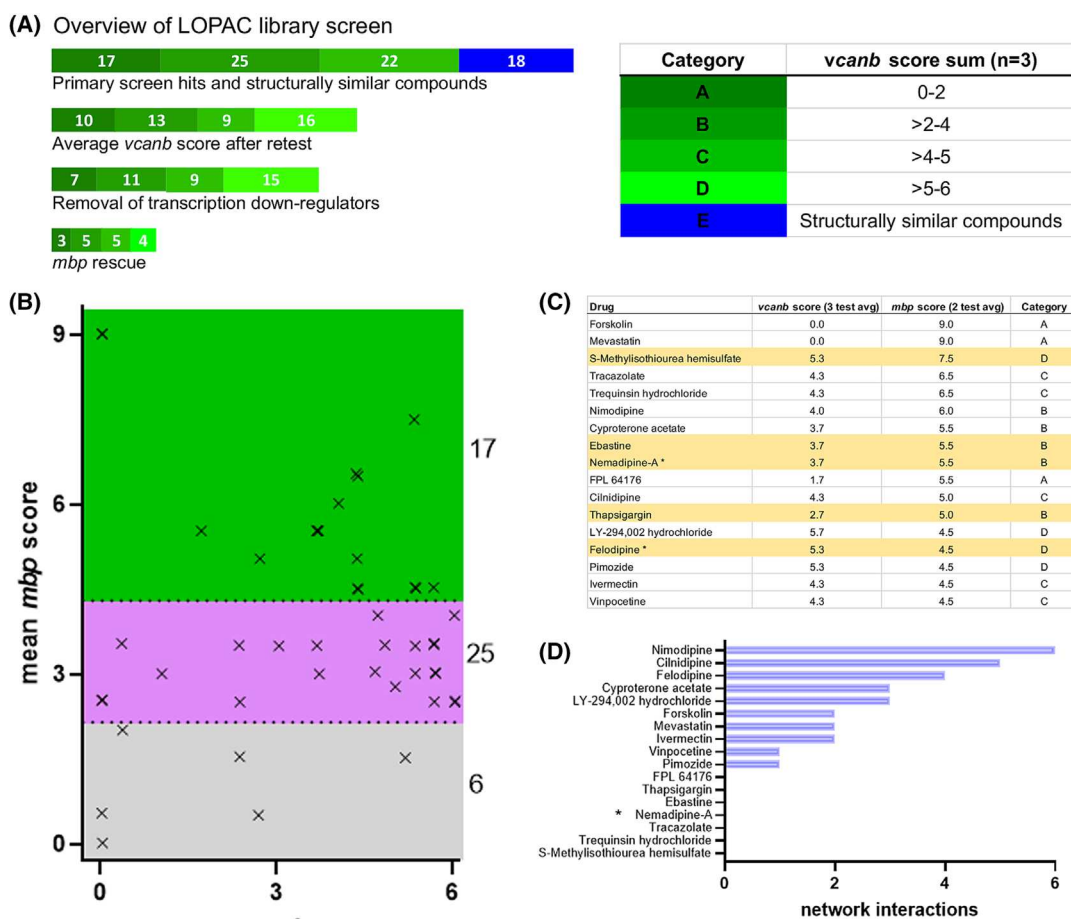 (A) Overview of LOPAC library screen
17 25 22 18
Primary screen hits and structurally similar compounds
10 13 9 16
Average vcanb score after retest
7 11 9 15
Removal of transcription down-regulators
3 5 5 4
mbp rescue
Category vcanb score sum (n=3)
A 0-2
B >2-4
C >4-5
D >5-6
E Structurally similar compounds
(B)
mean mbp score
9
6
3
0
17
25
6
0 3 6
(C)
Drug vcanb score (3 test avg) mbp score (2 test avg) Category
Forskolin 0.0 9.0 A
Mevastatin 0.0 9.0 A
S-Methylisothiourea hemisulfate 5.3 7.5 D
Tracazolate 4.3 6.5 C
Trequinsin hydrochloride 4.3 6.5 C
Nimodipine 4.0 6.0 B
Cyproterone acetate 3.7 5.5 B
Ebastine 3.7 5.5 B
Nemadipine-A * 3.7 5.5 B
FPL 64176 1.7 5.5 A
Cilnidipine 4.3 5.0 C
Thapsigargin 2.7 5.0 B
LY-294,002 hydrochloride 5.7 4.5 D
Felodipine * 5.3 4.5 D
Pimozide 5.3 4.5 D
Ivermectin 4.3 4.5 C
Vinpocetine 4.3 4.5 C
(D)
Nimodipine
Cilnidipine
Felodipine
Cyproterone acetate
LY-294,002 hydrochloride
Forskolin
Mevastatin
Ivermectin
Vinpocetine
Pimozide
FPL 64176
Thapsigargin
Ebastine
* Nemadipine-A
Tracazolate
Trequinsin hydrochloride
S-Methylisothiourea hemisulfate
0 2 4 6
network interactions